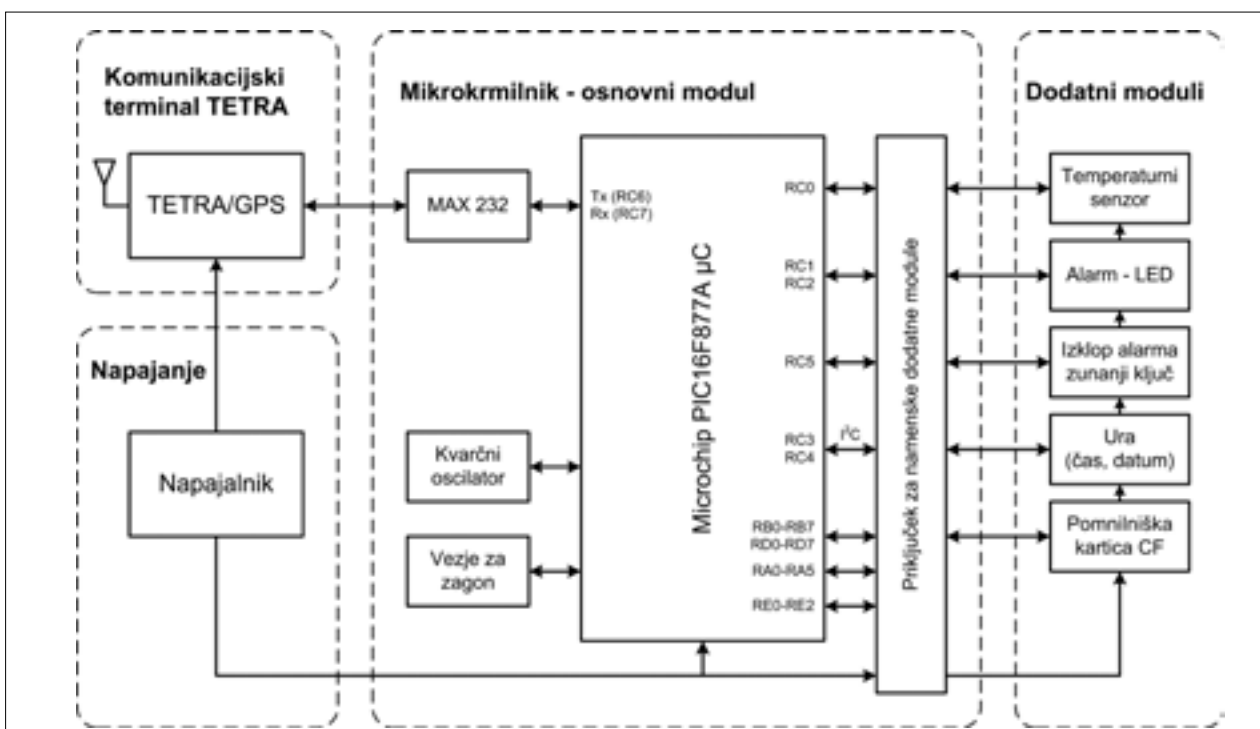 Komunikacijski
terminal TETRA
TETRA/GPS
Napajanje
Napajalnik
Mikrokrmilnik - osnovni modul
MAX 232
Kvarčni
oscilator
Vezje za
zagon
Tx (RC6)
Rx (RC7)
Microchip PIC16F877A µC
RC0
RC1
RC2
RC5
RC3
RC4
I²C
RB0-RB7
RD0-RD7
RA0-RA5
RE0-RE2
Priključek za namenske dodatne module
Dodatni moduli
Temperaturni
senzor
Alarm - LED
Izklop alarma
zunanji ključ
Ura
(čas, datum)
Pomnilniška
kartica CF